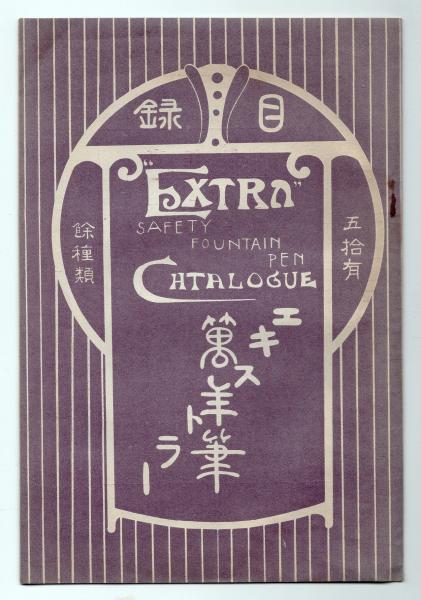 目録
"EXTRA"
SAFETY
FOUNTAIN
PEN
CATALOGUE
五拾有
餘種類
エキストラー
萬年筆